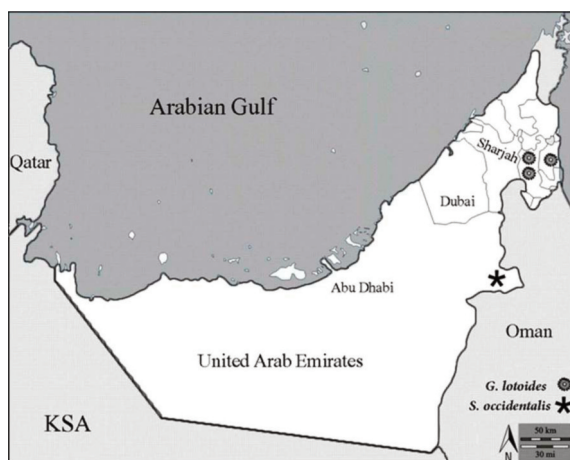 Arabian Gulf
Qatar
Sharjah
Dubai
Abu Dhabi
Oman
United Arab Emirates
G. lotoides
S. occidentalis
KSA
50 km
N
30 mi